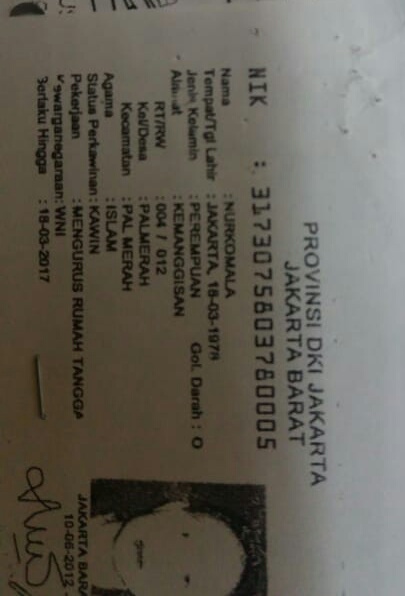 PROVINSI DKI JAKARTA
JAKARTA BARAT
NIK : 3173075803780005
Nama : NURKOMALA
Tempat/Tgl Lahir : JAKARTA, 18-03-1978
Jenis Kelamin : PEREMPUAN Gol. Darah : O
Alamat : KEMANGGISAN
RT/RW : 004 / 012
Kel/Desa : PALMERAH
Kecamatan : PAL MERAH
Agama : ISLAM
Status Perkawinan : KAWIN
Pekerjaan : MENGURUS RUMAH TANGGA
Kewarganegaraan: WNI
Berlaku Hingga : 18-03-2017
JAKARTA BARA
10-06-2012